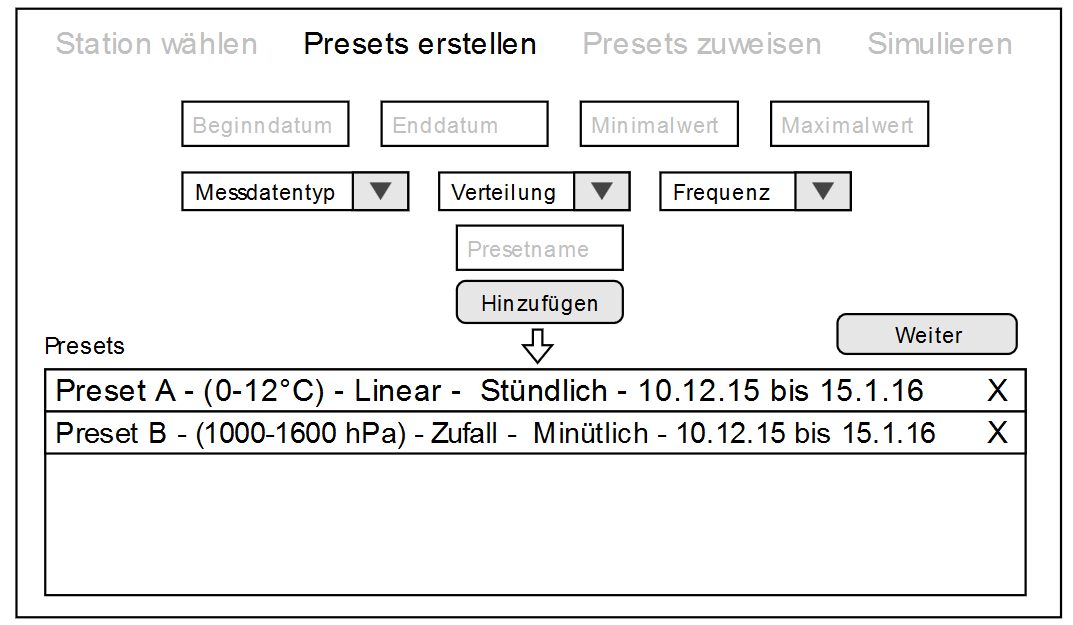 Station wählen Presets erstellen Presets zuweisen Simulieren
Beginndatum Enddatum Minimalwert Maximalwert
Messdatentyp Verteilung Frequenz
Presetname
Hinzufügen
Weiter
Presets
Preset A - (0-12°C) - Linear - Stündlich - 10.12.15 bis 15.1.16 X
Preset B - (1000-1600 hPa) - Zufall - Minütlich - 10.12.15 bis 15.1.16 X